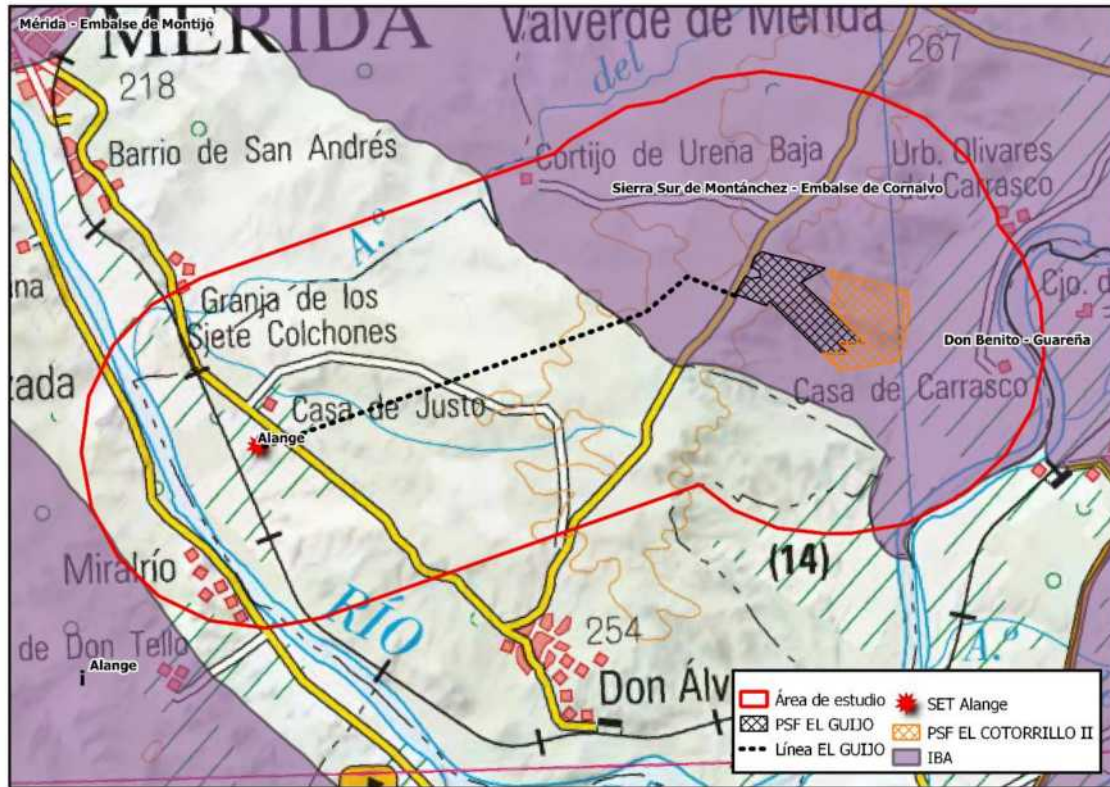 Mérida - Embalse de Montijo
MÉRIDA
Valverde de Mérida
267
218
del
Barrio de San Andrés
Cortijo de Ureña Baja
Urb. Olivares
del Carrasco
Sierra Sur de Montánchez - Embalse de Cornalvo
A.º
Granja de los
Siete Colchones
Cjo. d
Don Benito - Guareña
zada
Casa de Justo
Casa de Carrasco
Alange
(14)
Miralrío
RÍO
254
A.º
de Don Tello
Alange
Don Álv
Área de estudio
SET Alange
PSF EL GUIJO
PSF EL COTORRILLO II
Línea EL GUIJO
IBA